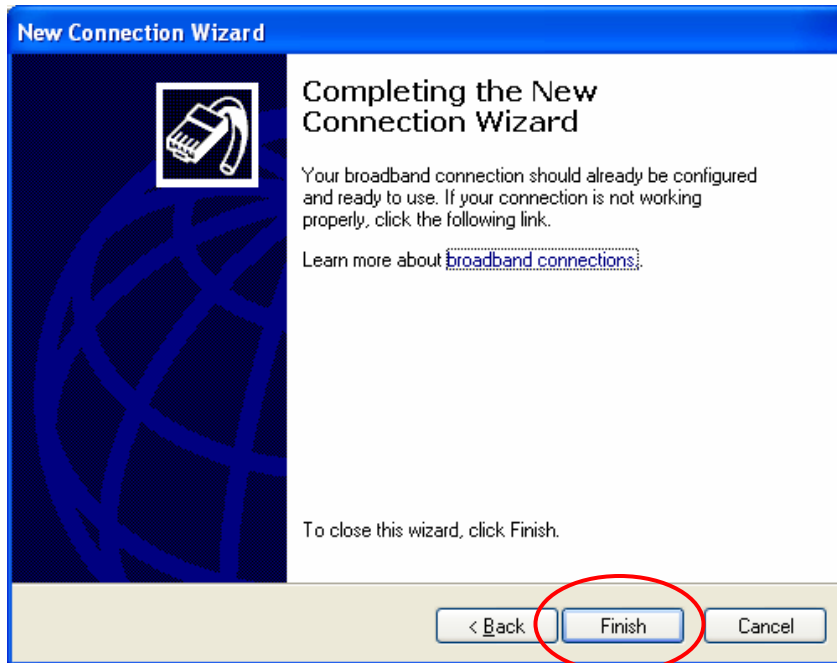 New Connection Wizard
Completing the New
Connection Wizard
Your broadband connection should already be configured
and ready to use. If your connection is not working
properly, click the following link.
Learn more about broadband connections.
To close this wizard, click Finish.
< Back
Finish
Cancel